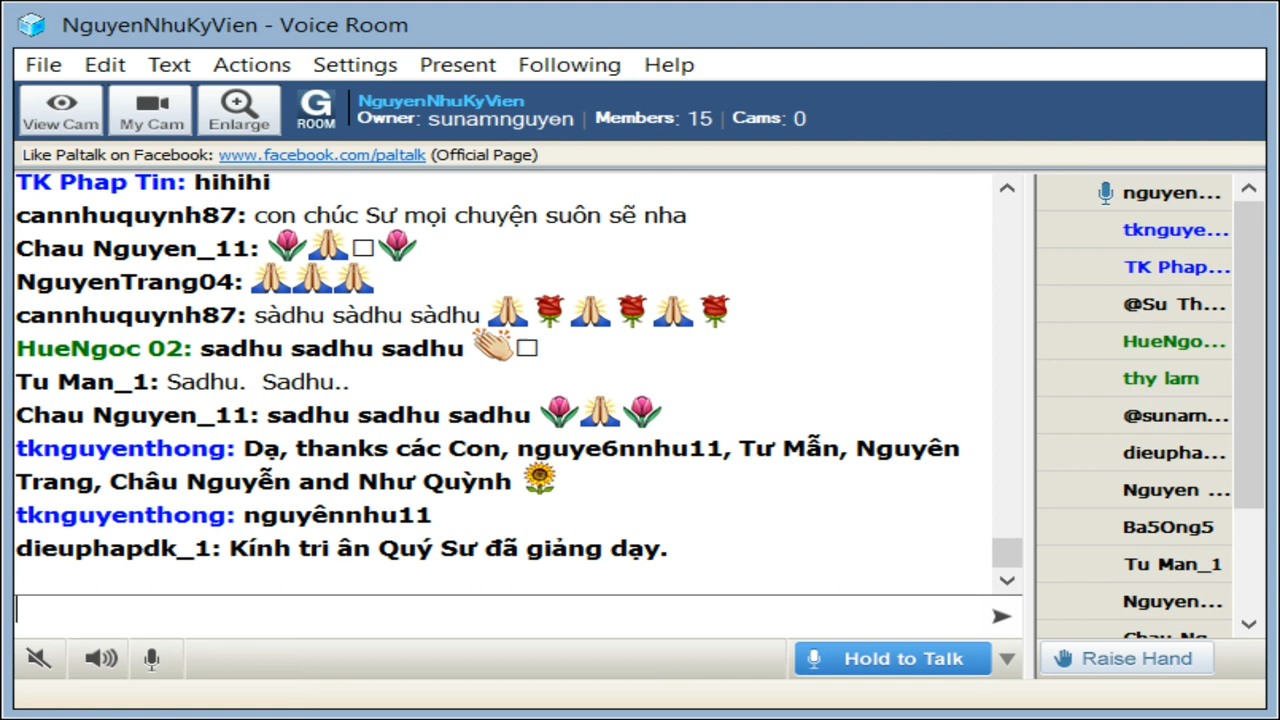 NguyenNhuKyVien - Voice Room
File Edit Text Actions Settings Present Following Help
View Cam My Cam Enlarge G ROOM
NguyenNhuKyVien
Owner: sunamnguyen Members: 15 Cams: 0
Like Paltalk on Facebook: www.facebook.com/paltalk (Official Page)
TK Phap Tin: hihihi
cannhuquynh87: con chúc Sư mọi chuyện suôn sẽ nha
Chau Nguyen_11: 🌷🙏□🌷
NguyenTrang04: 🙏🙏🙏
cannhuquynh87: sàdhu sàdhu sàdhu 🙏🌹🙏🌹🙏🌹
HueNgoc 02: sadhu sadhu sadhu 👏□
Tu Man_1: Sadhu. Sadhu..
Chau Nguyen_11: sadhu sadhu sadhu 🌷🙏🌷
tknguyenthong: Dạ, thanks các Con, nguye6nnhu11, Tư Mẫn, Nguyên
Trang, Châu Nguyễn and Như Quỳnh 🌻
tknguyenthong: nguyênnhu11
dieuphapdk_1: Kính tri ân Quý Sư đã giảng dạy.
nguyen...
tknguye...
TK Phap...
@Su Th...
HueNgo...
thy lam
@sunam...
dieupha...
Nguyen ...
Ba5Ong5
Tu Man_1
Nguyen...
Hold to Talk
Raise Hand